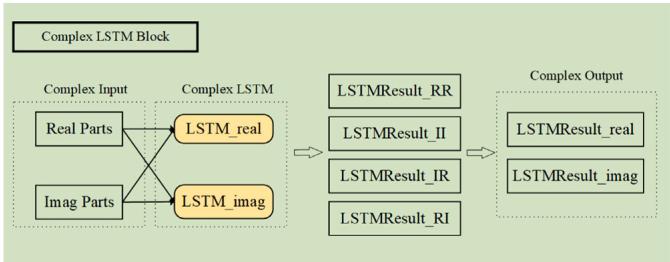 Complex LSTM Block
Complex Input
Complex LSTM
Complex Output
Real Parts
Imag Parts
LSTM_real
LSTM_imag
LSTMResult_RR
LSTMResult_II
LSTMResult_IR
LSTMResult_RI
LSTMResult_real
LSTMResult_imag